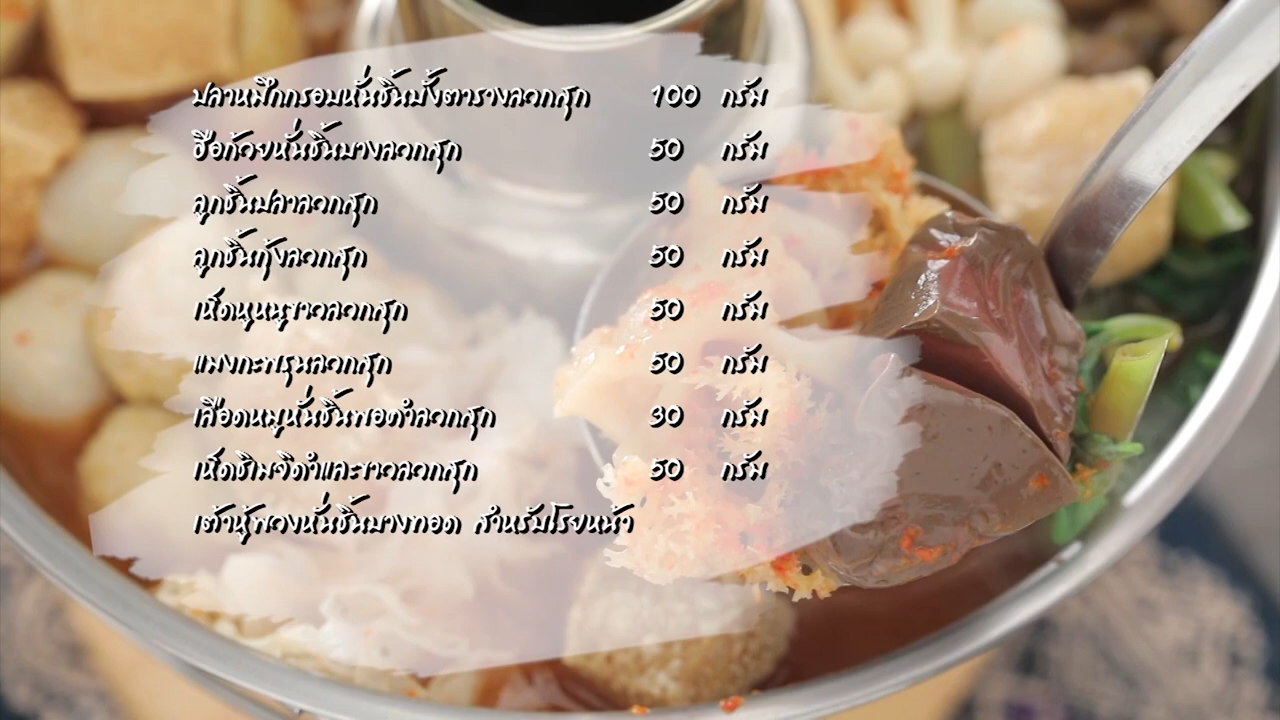 ปลาหมึกกรอบหั่นชิ้นบั้งตารางลวกสุก 100 กรัม
ฮือก้วยหั่นชิ้นบางลวกสุก 50 กรัม
ลูกชิ้นปลาลวกสุก 50 กรัม
ลูกชิ้นกุ้งลวกสุก 50 กรัม
เห็ดหูหนูขาวลวกสุก 50 กรัม
แมงกะพรุนลวกสุก 50 กรัม
เลือดหมูหั่นชิ้นพอดำลวกสุก 30 กรัม
เห็ดชิเมจิดำและขาวลวกสุก 50 กรัม
เต้าหู้พวงหั่นชิ้นบางทอด สำหรับโรยหน้า